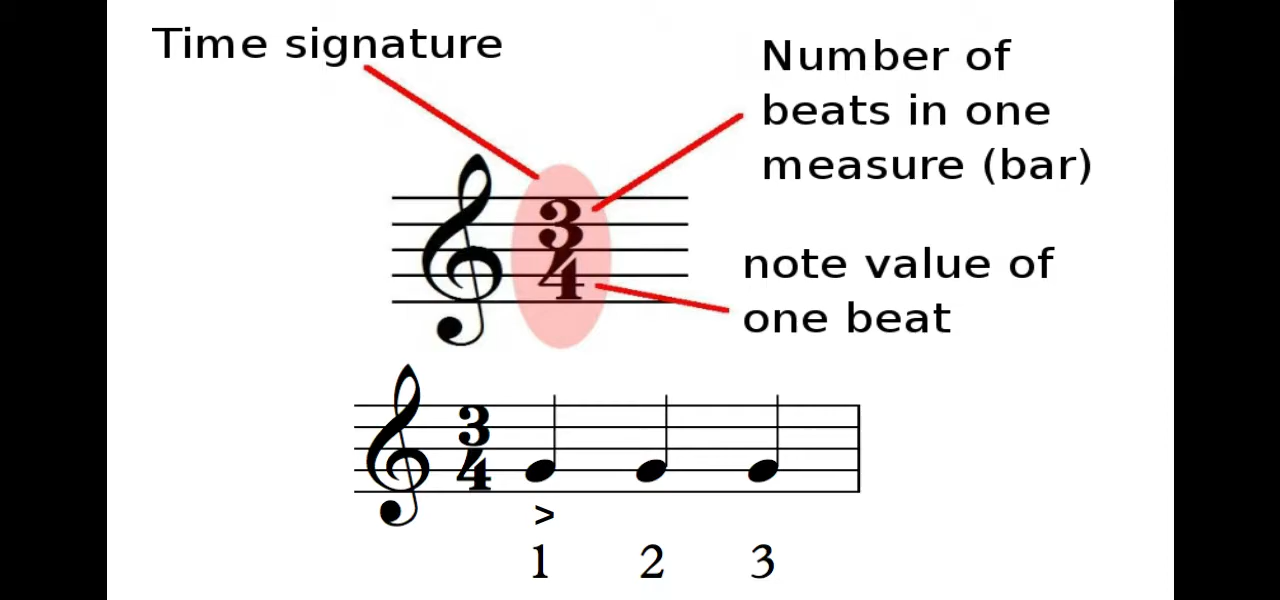 Time signature
Number of
beats in one
measure (bar)
3
4
note value of
one beat
3
4
>
1 2 3